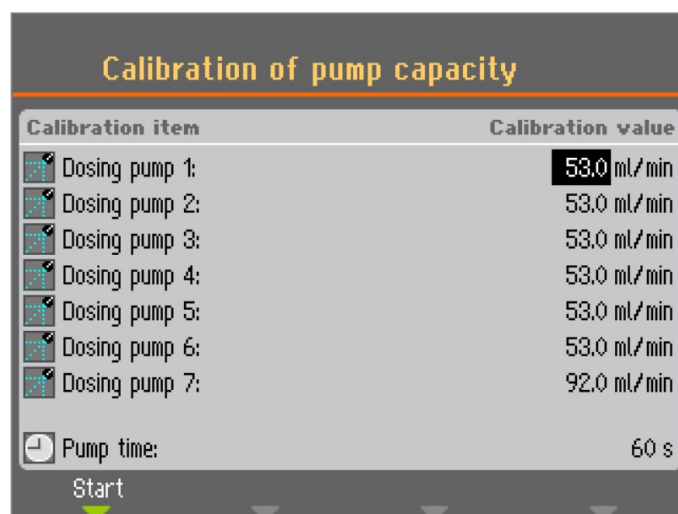 Calibration of pump capacity
Calibration item Calibration value
Dosing pump 1: 53.0 ml/min
Dosing pump 2: 53.0 ml/min
Dosing pump 3: 53.0 ml/min
Dosing pump 4: 53.0 ml/min
Dosing pump 5: 53.0 ml/min
Dosing pump 6: 53.0 ml/min
Dosing pump 7: 92.0 ml/min
Pump time: 60 s
Start